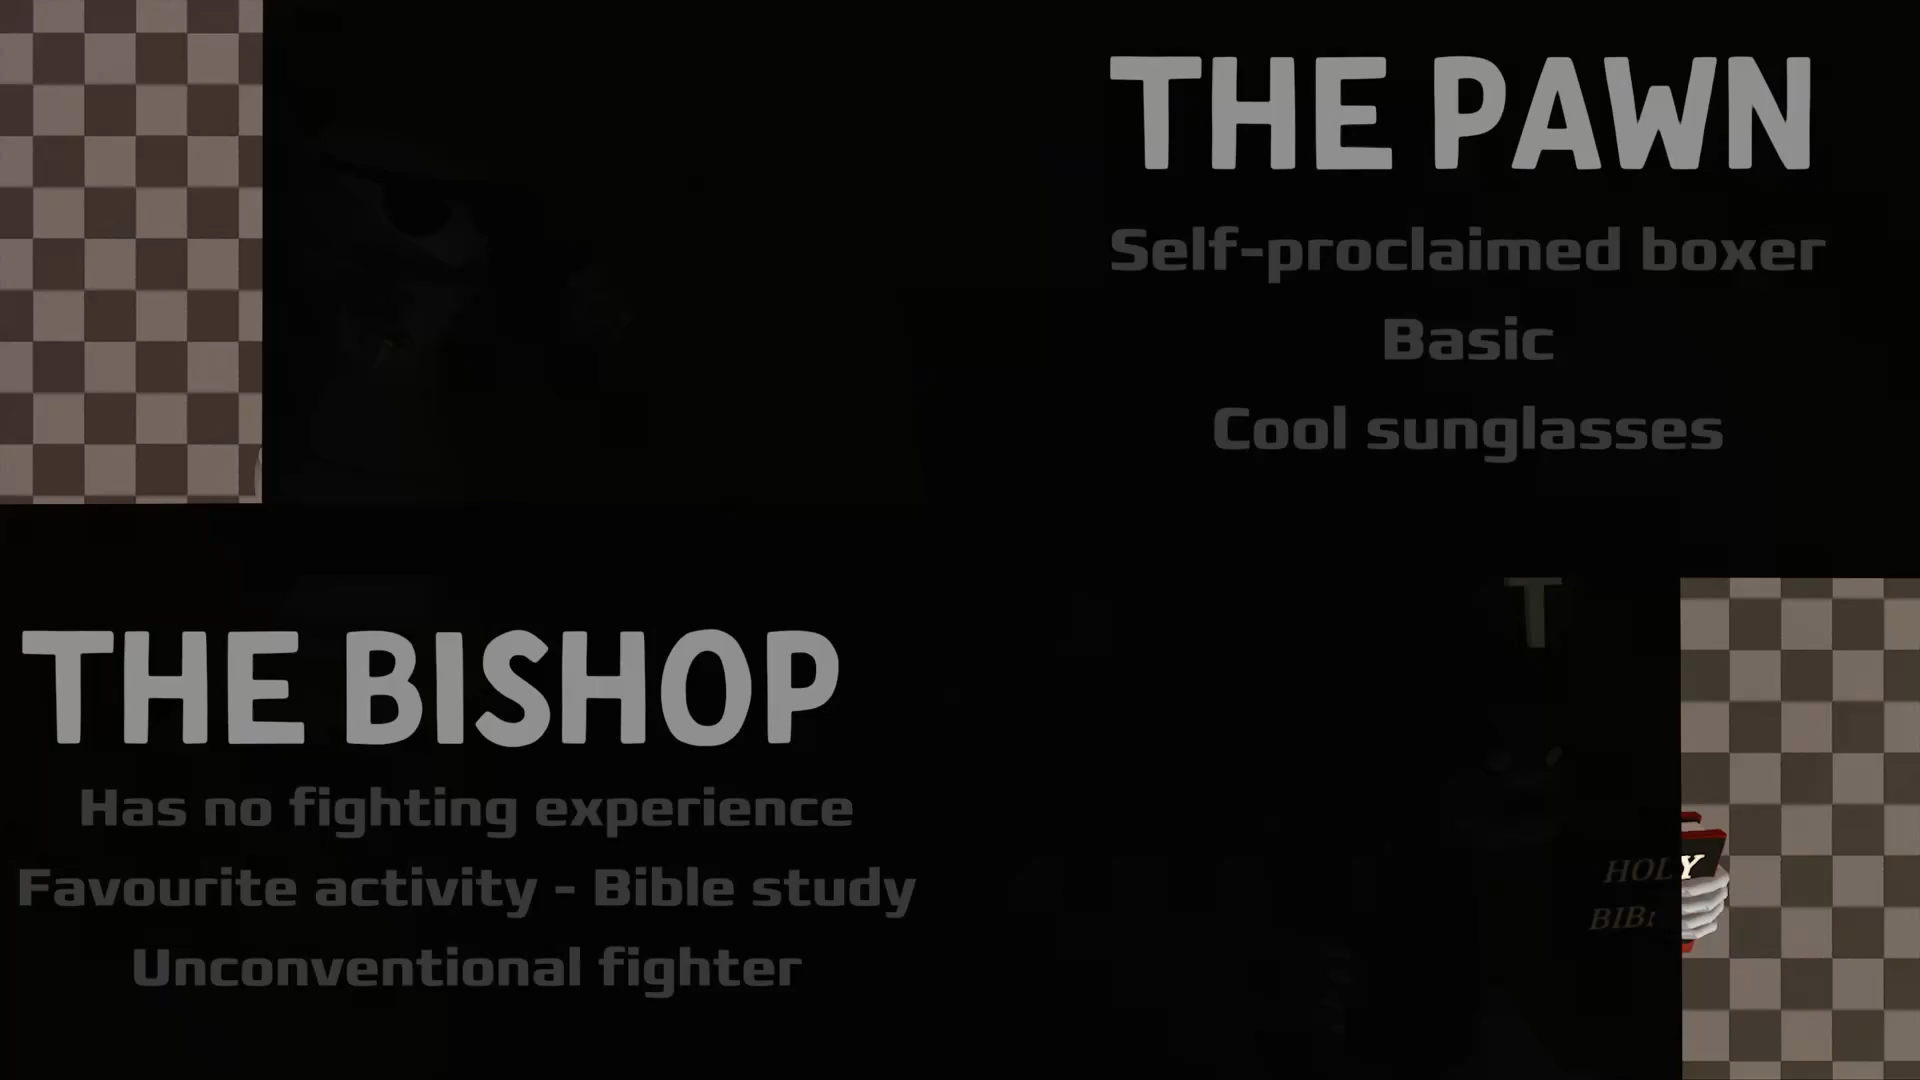 THE PAWN
Self-proclaimed boxer
Basic
Cool sunglasses
T
THE BISHOP
Has no fighting experience
Favourite activity - Bible study
Unconventional fighter
HOLY